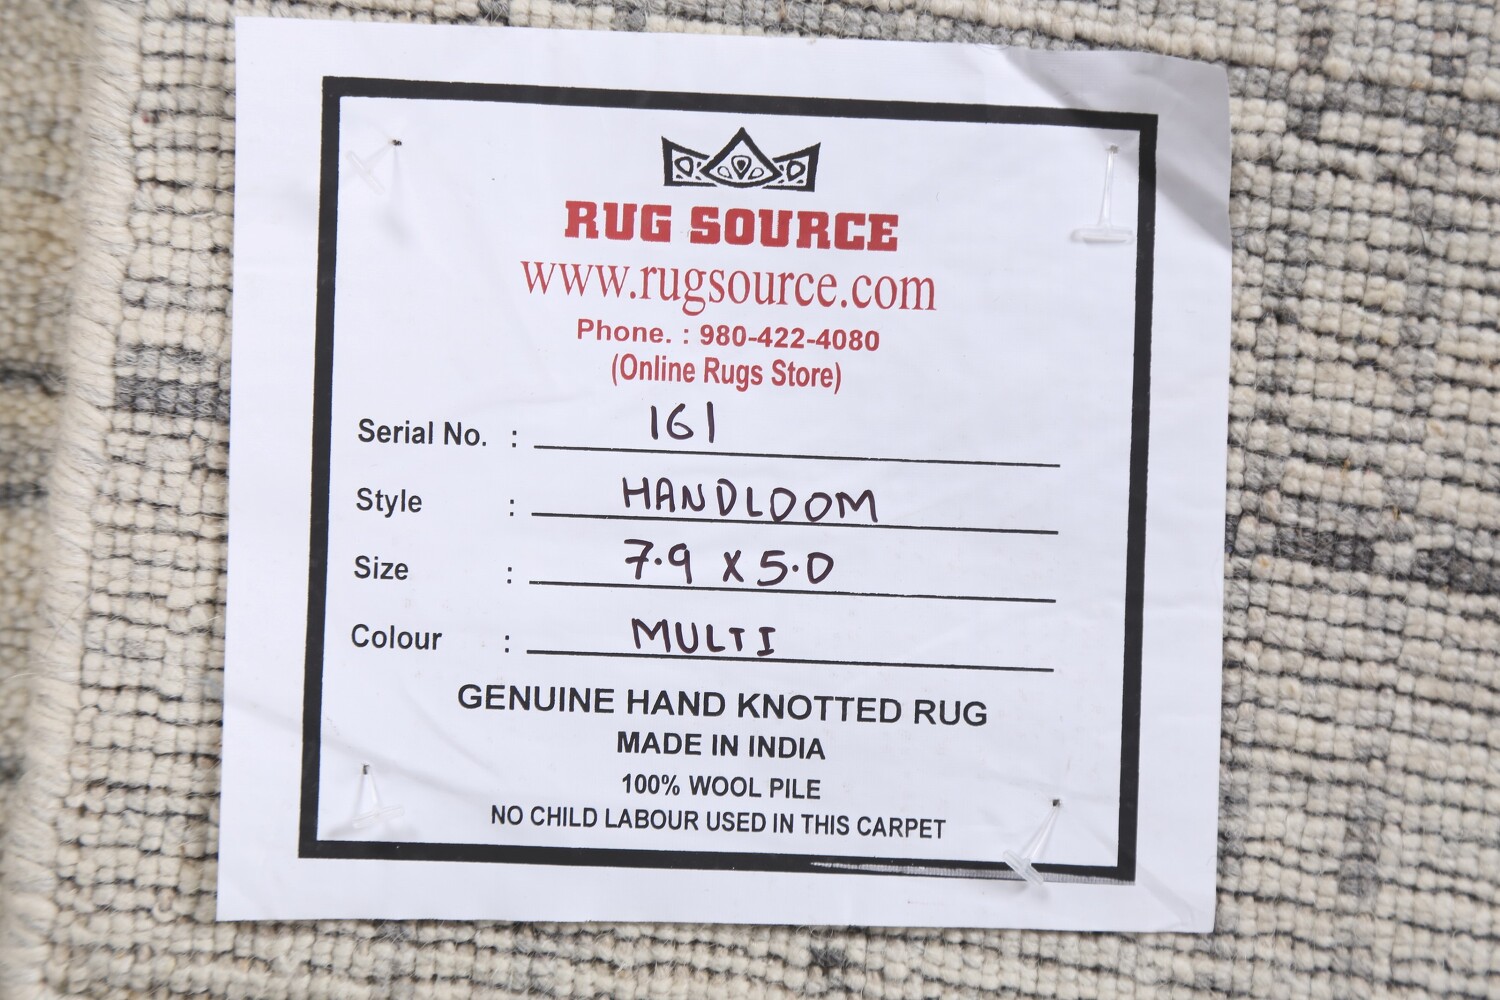 RUG SOURCE
www.rugsource.com
Phone. : 980-422-4080
(Online Rugs Store)
Serial No. : 161
Style : HANDLOOM
Size : 7.9 x 5.0
Colour : MULTI
GENUINE HAND KNOTTED RUG
MADE IN INDIA
100% WOOL PILE
NO CHILD LABOUR USED IN THIS CARPET